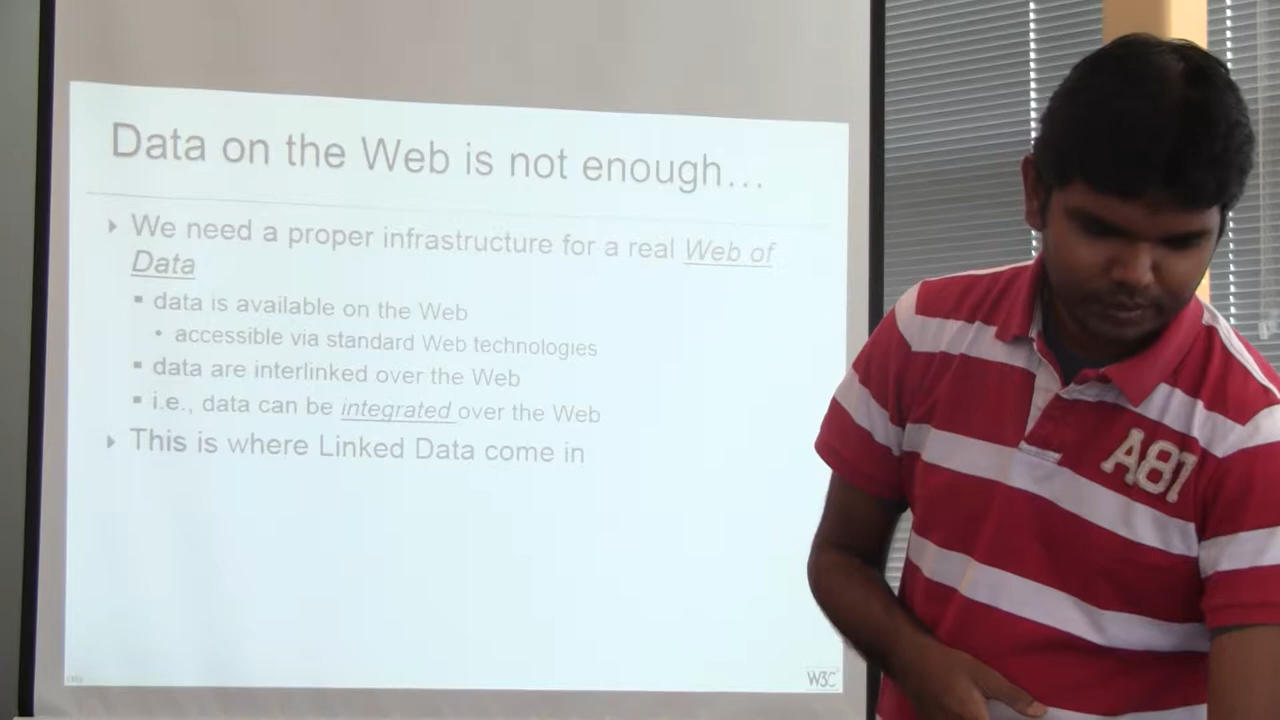 Data on the Web is not enough…
We need a proper infrastructure for a real Web of
Data
data is available on the Web
accessible via standard Web technologies
data are interlinked over the Web
i.e., data can be integrated over the Web
This is where Linked Data come in
W3C
A87